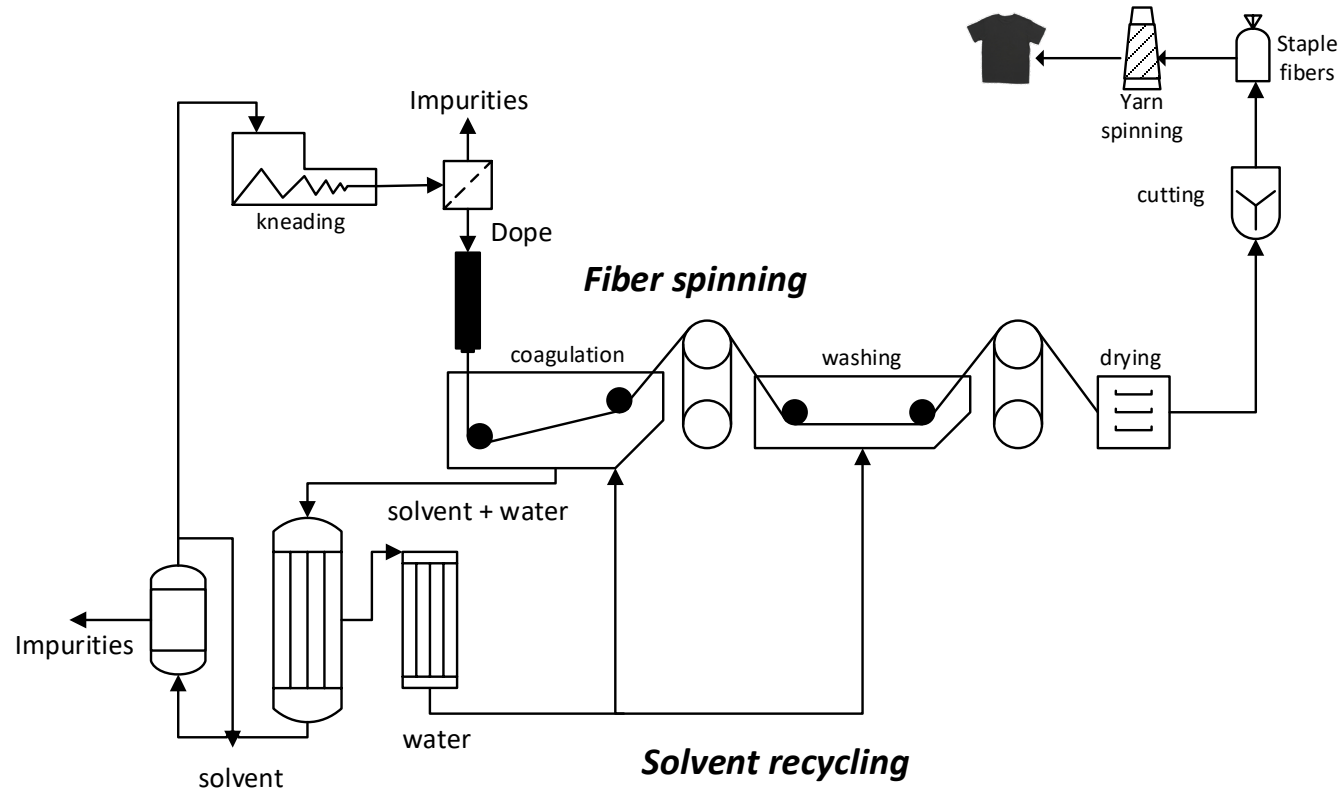 Staple
fibers
Yarn
spinning
Impurities
kneading
cutting
Dope
Fiber spinning
coagulation
washing
drying
solvent + water
Impurities
water
solvent
Solvent recycling